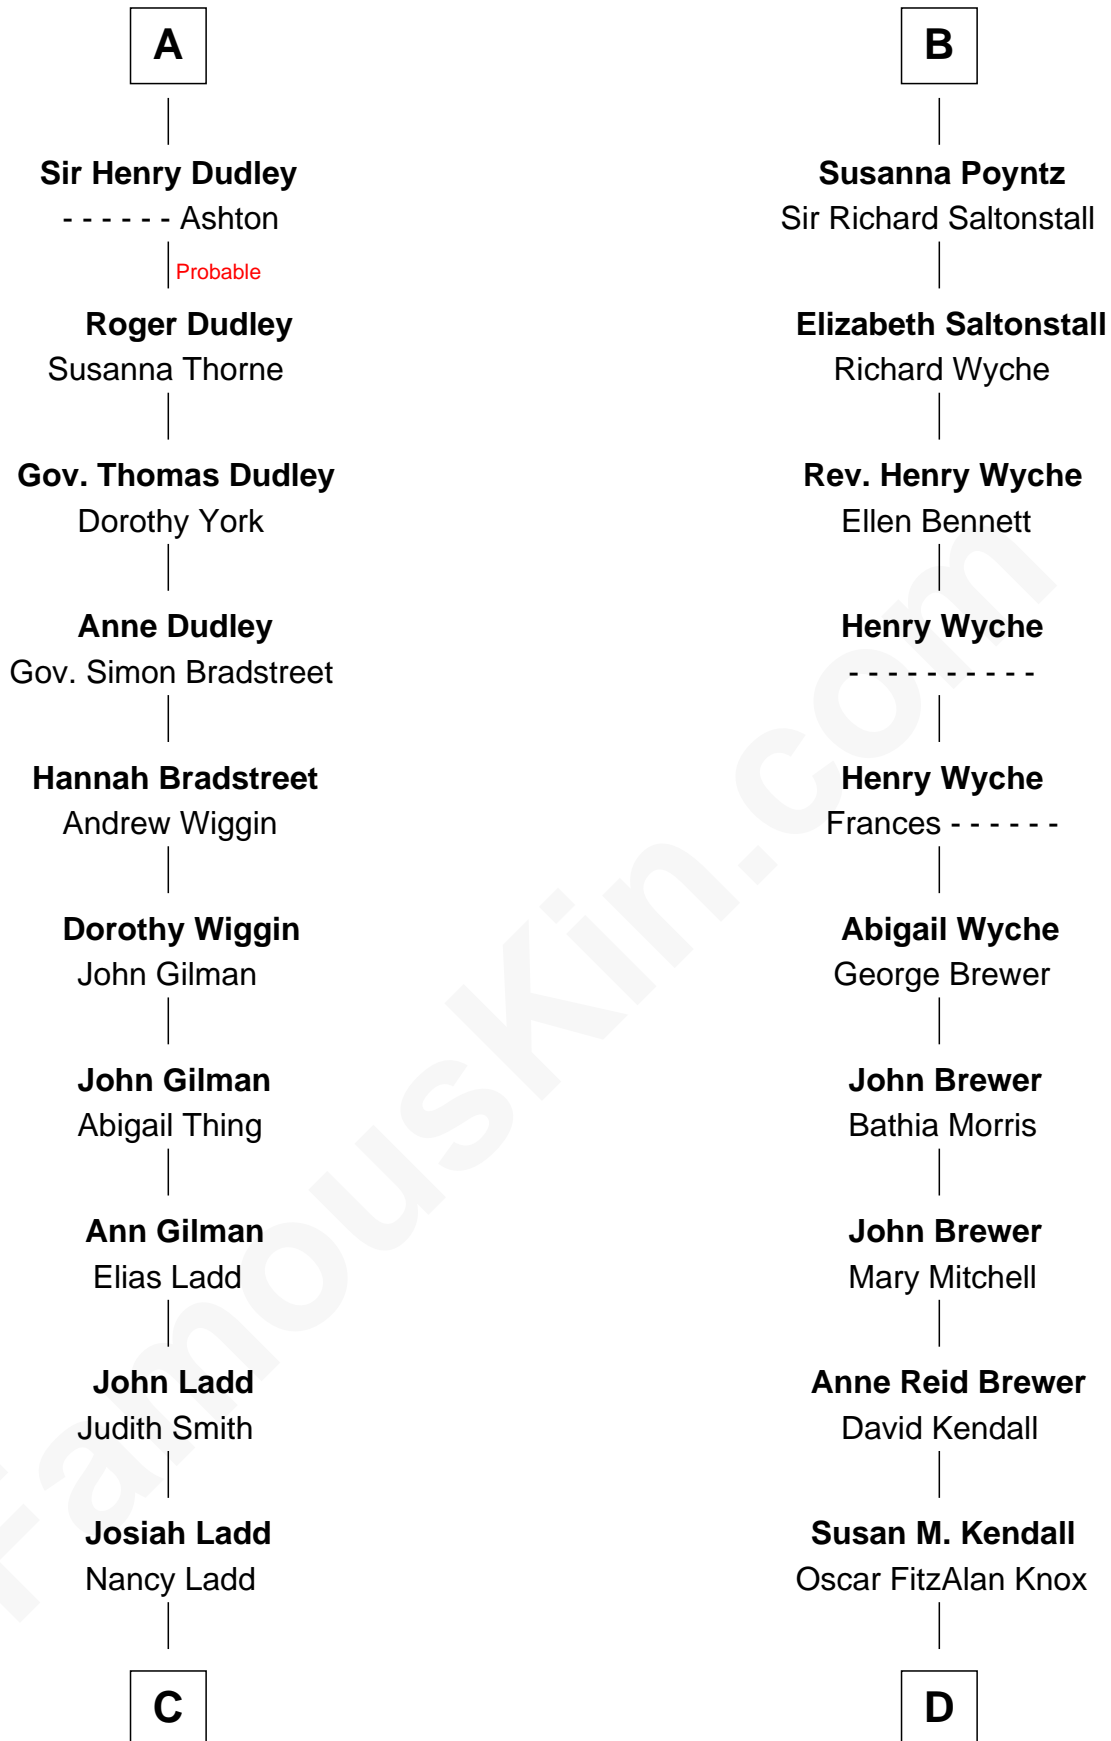 A
Sir Henry Dudley
- - - - - - Ashton
Probable
Roger Dudley
Susanna Thorne
Gov. Thomas Dudley
Dorothy York
Anne Dudley
Gov. Simon Bradstreet
Hannah Bradstreet
Andrew Wiggin
Dorothy Wiggin
John Gilman
John Gilman
Abigail Thing
Ann Gilman
Elias Ladd
John Ladd
Judith Smith
Josiah Ladd
Nancy Ladd
C
B
Susanna Poyntz
Sir Richard Saltonstall
Elizabeth Saltonstall
Richard Wyche
Rev. Henry Wyche
Ellen Bennett
Henry Wyche
- - - - - - - - - -
Henry Wyche
Frances - - - - - -
Abigail Wyche
George Brewer
John Brewer
Bathia Morris
John Brewer
Mary Mitchell
Anne Reid Brewer
David Kendall
Susan M. Kendall
Oscar FitzAlan Knox
D
FamousKin.com